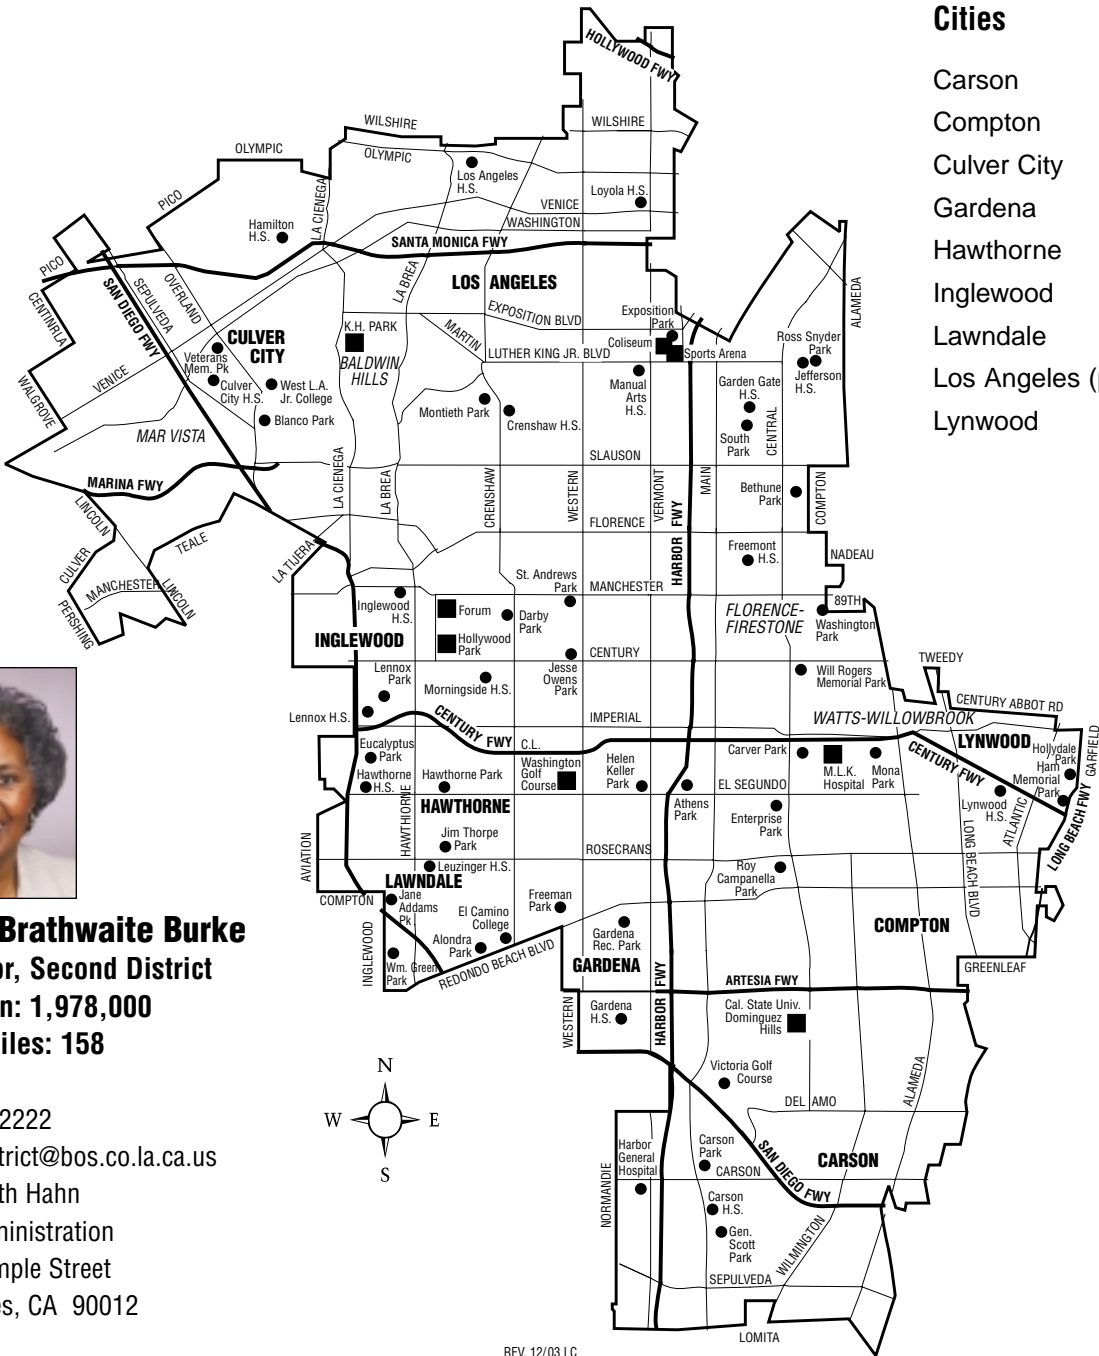 Cities
Carson
Compton
Culver City
Gardena
Hawthorne
Inglewood
Lawndale
Los Angeles (
Lynwood
HOLLYWOOD FWY
WILSHIRE
WILSHIRE
OLYMPIC
OLYMPIC
Los Angeles
H.S.
Loyola H.S.
PICO
LA CIENEGA
VENICE
WASHINGTON
Hamilton
H.S.
SANTA MONICA FWY
PICO
LOS ANGELES
LA BREA
SAN DIEGO FWY
SEPULVEDA
OVERLAND
CENTINRLA
ALAMEDA
EXPOSITION BLVD
Exposition
Park
K.H. PARK
MARTIN
LUTHER KING JR. BLVD
Coliseum
Sports Arena
Ross Snyder
Park
CULVER
CITY
BALDWIN
HILLS
Veterans
Mem. Pk
Culver
City H.S.
West L.A.
Jr. College
Blanco Park
VENICE
WALGROVE
MAR VISTA
Montieth Park
Crenshaw H.S.
Manual
Arts
H.S.
Garden Gate
H.S.
Jefferson
H.S.
South
Park
CENTRAL
SLAUSON
MARINA FWY
LA CIENEGA
LA BREA
CRENSHAW
WESTERN
VERMONT
HARBOR FWY
MAIN
Bethune
Park
COMPTON
LINCOLN
FLORENCE
TEALE
CULVER
LA TIJERA
Freemont
H.S.
NADEAU
MANCHESTER
LINCOLN
PERSHING
St. Andrews
Park
MANCHESTER
89TH
Inglewood
H.S.
Forum
Darby
Park
FLORENCE-
FIRESTONE
Washington
Park
INGLEWOOD
Hollywood
Park
CENTURY
TWEEDY
Lennox
Park
Morningside H.S.
Jesse
Owens
Park
Will Rogers
Memorial Park
CENTURY ABBOT RD
Lennox H.S.
CENTURY FWY
IMPERIAL
WATTS-WILLOWBROOK
C.L.
LYNWOOD
GARFIELD
Eucalyptus
Park
Washington
Golf
Course
Helen
Keller
Park
Carver Park
M.L.K.
Hospital
Mona
Park
CENTURY FWY
Hollydale
Park
Ham
Memorial
Park
Hawthorne
H.S.
Hawthorne Park
EL SEGUNDO
Lynwood
H.S.
HAWTHORNE
Athens
Park
Enterprise
Park
ATLANTIC
LONG BEACH FWY
LONG BEACH BLVD
AVIATION
HAWTHIORNE
Jim Thorpe
Park
ROSECRANS
Leuzinger H.S.
Roy
Campanella
Park
LAWNDALE
COMPTON
Jane
Addams
Pk.
Freeman
Park
El Camino
College
Brathwaite Burke
or, Second District
n: 1,978,000
iles: 158
INGLEWOOD
Alondra
Park
Gardena
Rec. Park
COMPTON
Wm. Green
Park
REDONDO BEACH BLVD
GARDENA
GREENLEAF
ARTESIA FWY
WESTERN
HARBOR FWY
Gardena
H.S.
Cal. State Univ.
Dominguez
Hills
Victoria Golf
Course
N
W
E
S
DEL AMO
ALAMEDA
2222
trict@bos.co.la.ca.us
th Hahn
ministration
mple Street
es, CA 90012
Harbor
General
Hospital
Carson
Park
CARSON
SAN DIEGO FWY
CARSON
NORMANDIE
Carson
H.S.
Gen.
Scott
Park
WILMINGTON
SEPULVEDA
LOMITA
REV. 12/03 LC